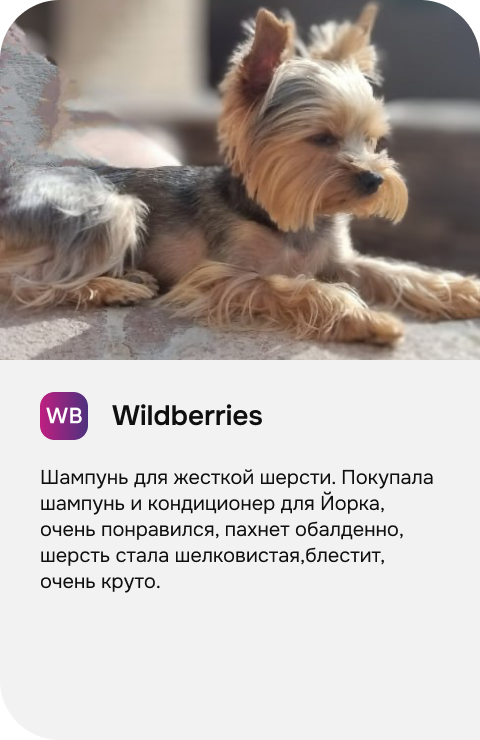 WB
Wildberries
Шампунь для жесткой шерсти. Покупала
шампунь и кондиционер для Йорка,
очень понравился, пахнет обалденно,
шерсть стала шелковистая,блестит,
очень круто.